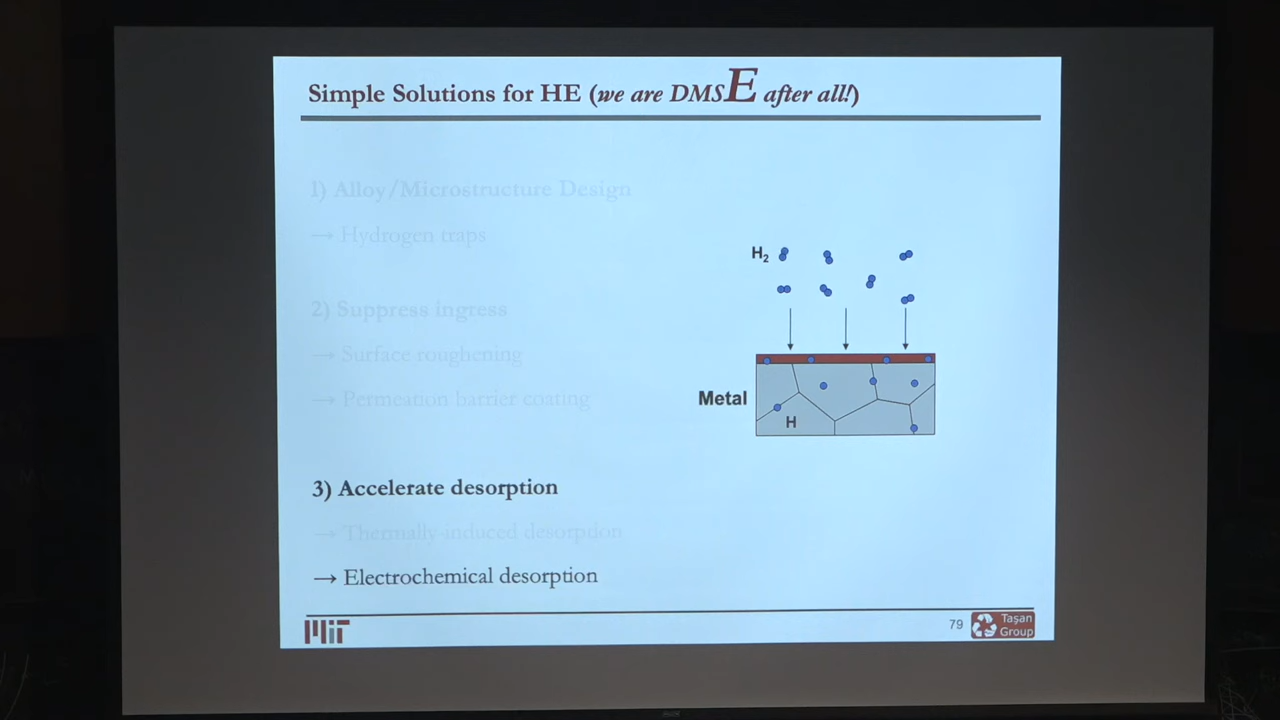 Simple Solutions for HE (we are DMSE after all!)
1) Alloy/Microstructure Design
→ Hydrogen traps
2) Suppress ingress
→ Surface roughening
→ Permeation barrier coating
H₂
Metal
H
3) Accelerate desorption
→ Thermally-induced desorption
→ Electrochemical desorption
MIT
79
Taşan
Group